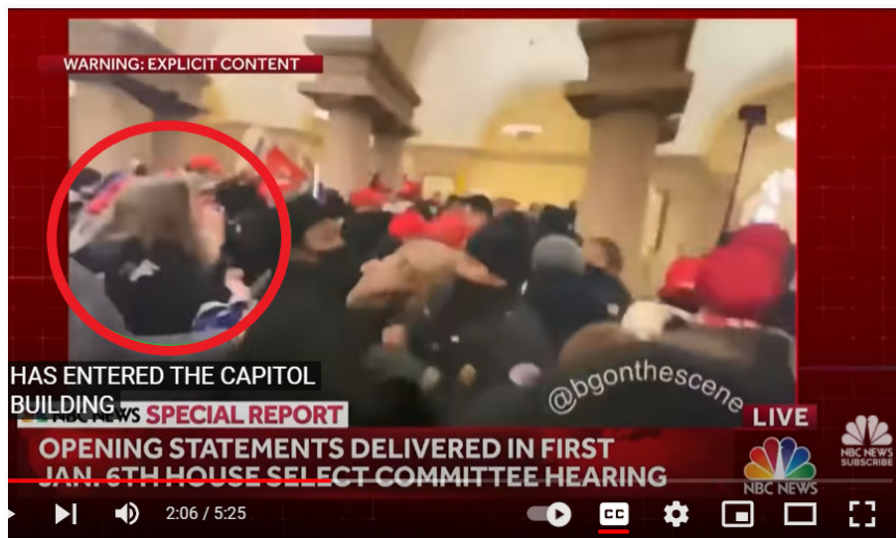 WARNING: EXPLICIT CONTENT
@bgonthescene
HAS ENTERED THE CAPITOL
BUILDING
NBC NEWS SPECIAL REPORT
LIVE
OPENING STATEMENTS DELIVERED IN FIRST
JAN. 6TH HOUSE SELECT COMMITTEE HEARING
NBC NEWS
NBC NEWS
SUBSCRIBE
2:06 / 5:25
CC